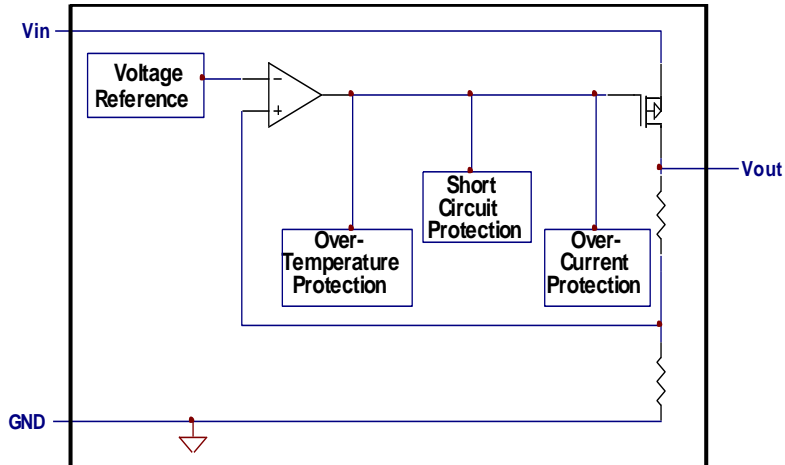 Vin
Voltage
Reference
−
+
Vout
Short
Circuit
Protection
Over-
Temperature
Protection
Over-
Current
Protection
GND